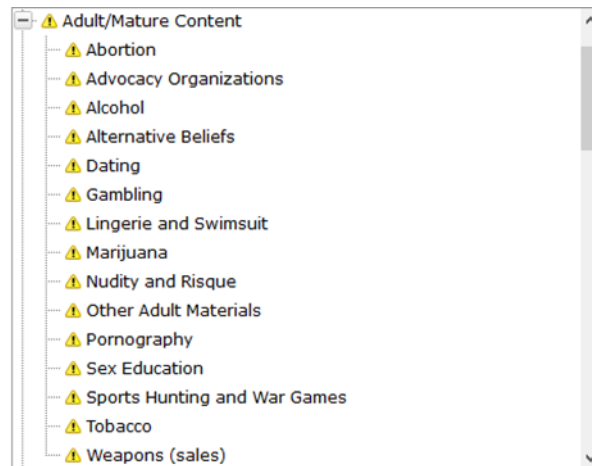 Adult/Mature Content
Abortion
Advocacy Organizations
Alcohol
Alternative Beliefs
Dating
Gambling
Lingerie and Swimsuit
Marijuana
Nudity and Risque
Other Adult Materials
Pornography
Sex Education
Sports Hunting and War Games
Tobacco
Weapons (sales)